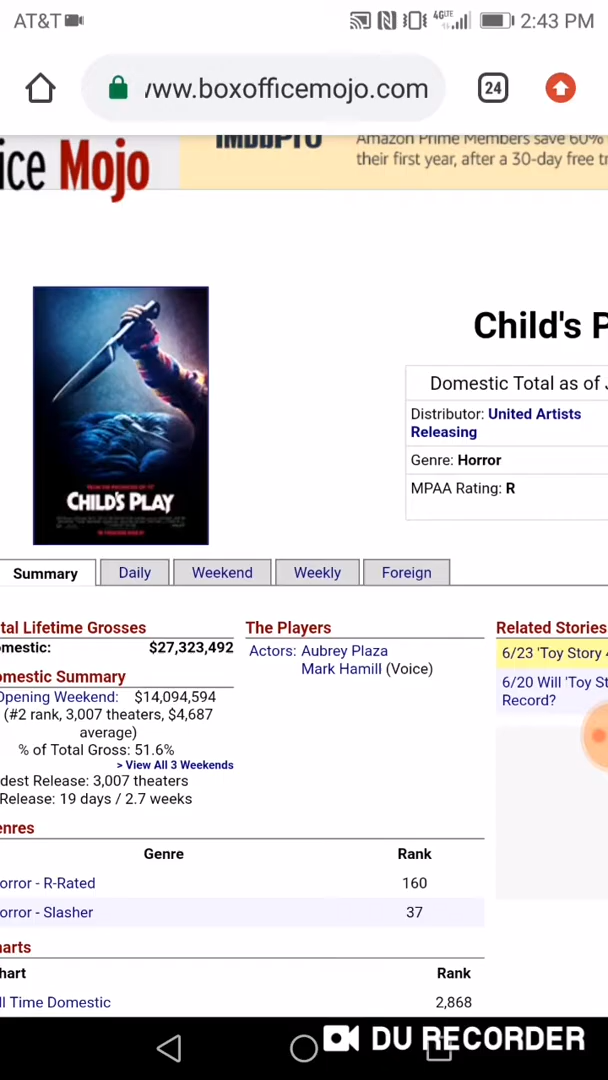 AT&T 4G LTE 2:43 PM
/ww.boxofficemojo.com 24
ice Mojo IMDbPro Amazon Prime Members save 60%
their first year, after a 30-day free tr
CHILD'S PLAY
Child's P
Domestic Total as of J
Distributor: United Artists
Releasing
Genre: Horror
MPAA Rating: R
Summary Daily Weekend Weekly Foreign
tal Lifetime Grosses
omestic: $27,323,492
omestic Summary
Opening Weekend: $14,094,594
(#2 rank, 3,007 theaters, $4,687
average)
% of Total Gross: 51.6%
> View All 3 Weekends
dest Release: 3,007 theaters
Release: 19 days / 2.7 weeks
The Players
Actors: Aubrey Plaza
Mark Hamill (Voice)
Related Stories
6/23 'Toy Story 4
6/20 Will 'Toy St
Record?
enres
Genre Rank
orror - R-Rated 160
orror - Slasher 37
arts
hart Rank
ll Time Domestic 2,868
DU RECORDER